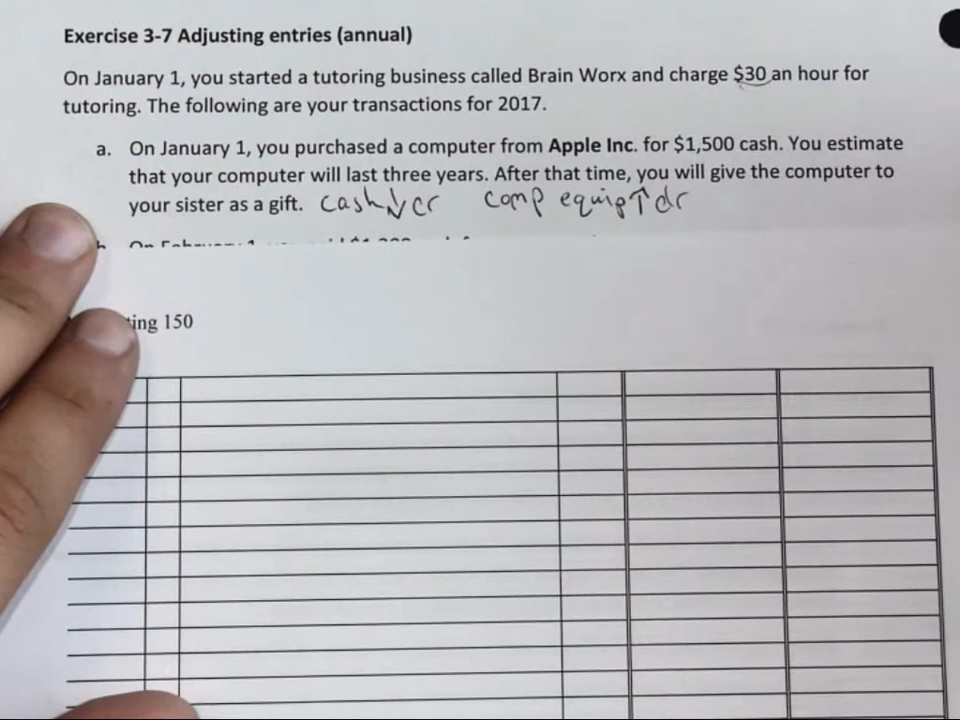 Exercise 3-7 Adjusting entries (annual)
On January 1, you started a tutoring business called Brain Worx and charge $30 an hour for
tutoring. The following are your transactions for 2017.
a. On January 1, you purchased a computer from Apple Inc. for $1,500 cash. You estimate
that your computer will last three years. After that time, you will give the computer to
your sister as a gift. cash ↓ cr comp equip ↑ dr
ting 150